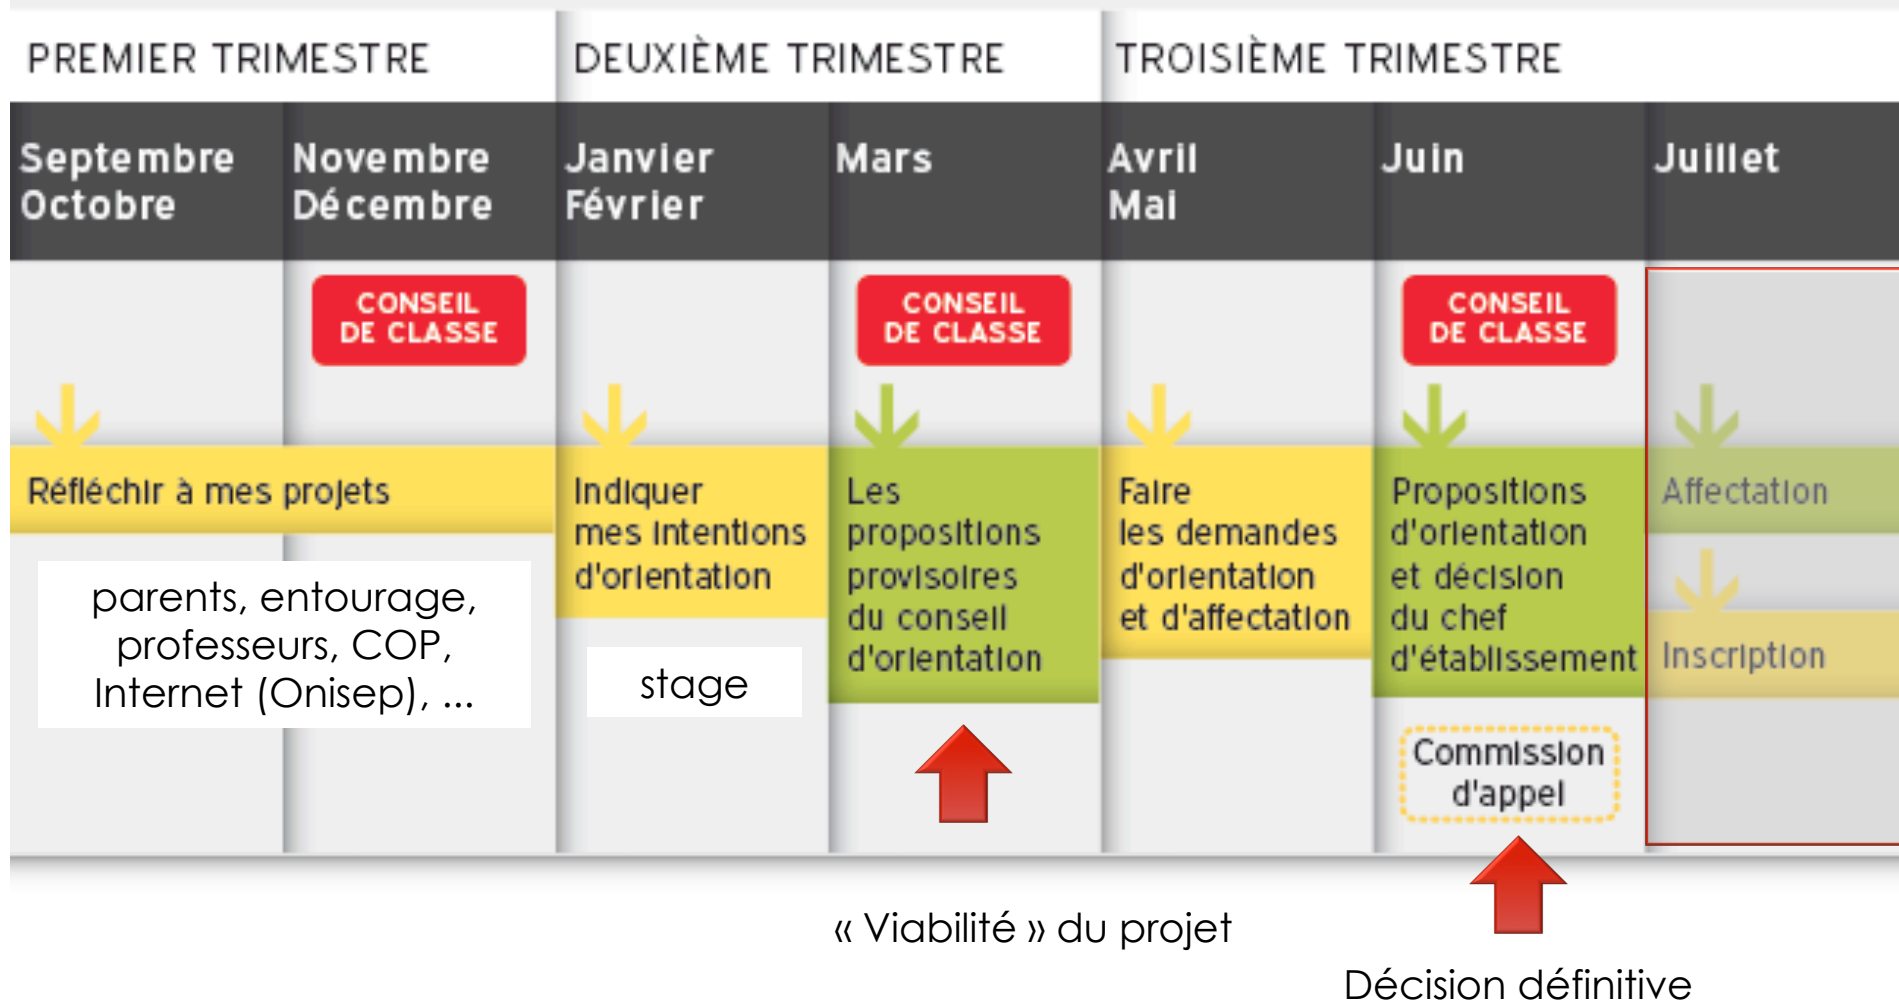 PREMIER TRIMESTRE
DEUXIÈME TRIMESTRE
TROISIÈME TRIMESTRE
Septembre
Octobre
Novembre
Décembre
Janvier
Février
Mars
Avril
Mai
Juin
Juillet
CONSEIL
DE CLASSE
CONSEIL
DE CLASSE
CONSEIL
DE CLASSE
Réfléchir à mes projets
parents, entourage,
professeurs, COP,
Internet (Onisep), ...
Indiquer
mes intentions
d'orientation
stage
Les
propositions
provisoires
du conseil
d'orientation
Faire
les demandes
d'orientation
et d'affectation
Propositions
d'orientation
et décision
du chef
d'établissement
Commission
d'appel
Affectation
Inscription
« Viabilité » du projet
Décision définitive